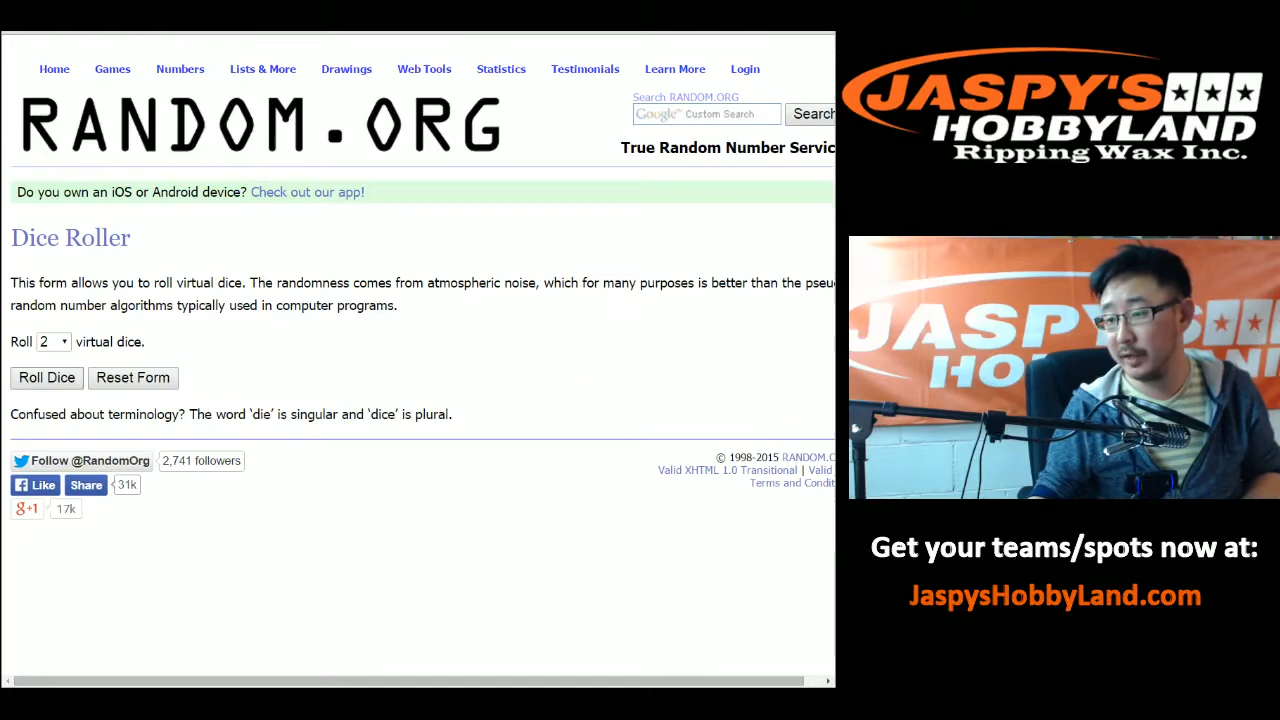 Home Games Numbers Lists & More Drawings Web Tools Statistics Testimonials Learn More Login
RANDOM.ORG
Search RANDOM.ORG
Google™ Custom Search Search
True Random Number Servic
Do you own an iOS or Android device? Check out our app!
Dice Roller
This form allows you to roll virtual dice. The randomness comes from atmospheric noise, which for many purposes is better than the pseu
random number algorithms typically used in computer programs.
Roll 2 virtual dice.
Roll Dice Reset Form
Confused about terminology? The word ‘die’ is singular and ‘dice’ is plural.
Follow @RandomOrg 2,741 followers
Like Share 31k
g+1 17k
© 1998-2015 RANDOM.O
Valid XHTML 1.0 Transitional | Valid
Terms and Condit
JASPY'S
HOBBYLAND
Ripping Wax Inc.
JASPY'S
HO
Get your teams/spots now at:
JaspysHobbyLand.com